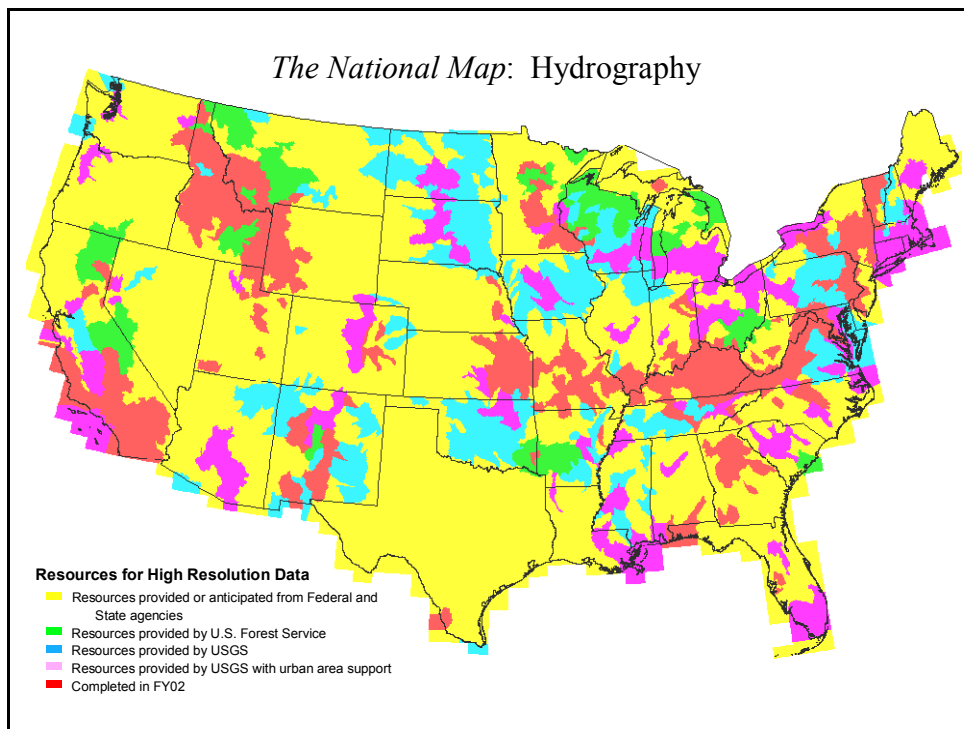 The National Map: Hydrography
Resources for High Resolution Data
Resources provided or anticipated from Federal and
State agencies
Resources provided by U.S. Forest Service
Resources provided by USGS
Resources provided by USGS with urban area support
Completed in FY02